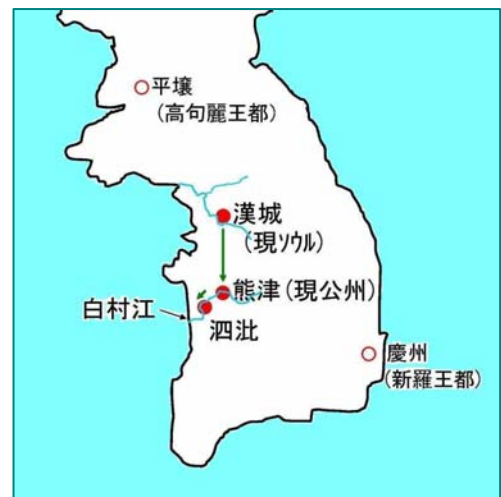 平壌
(高句麗王都)
漢城
(現ソウル)
熊津(現公州)
白村江
泗沘
慶州
(新羅王都)